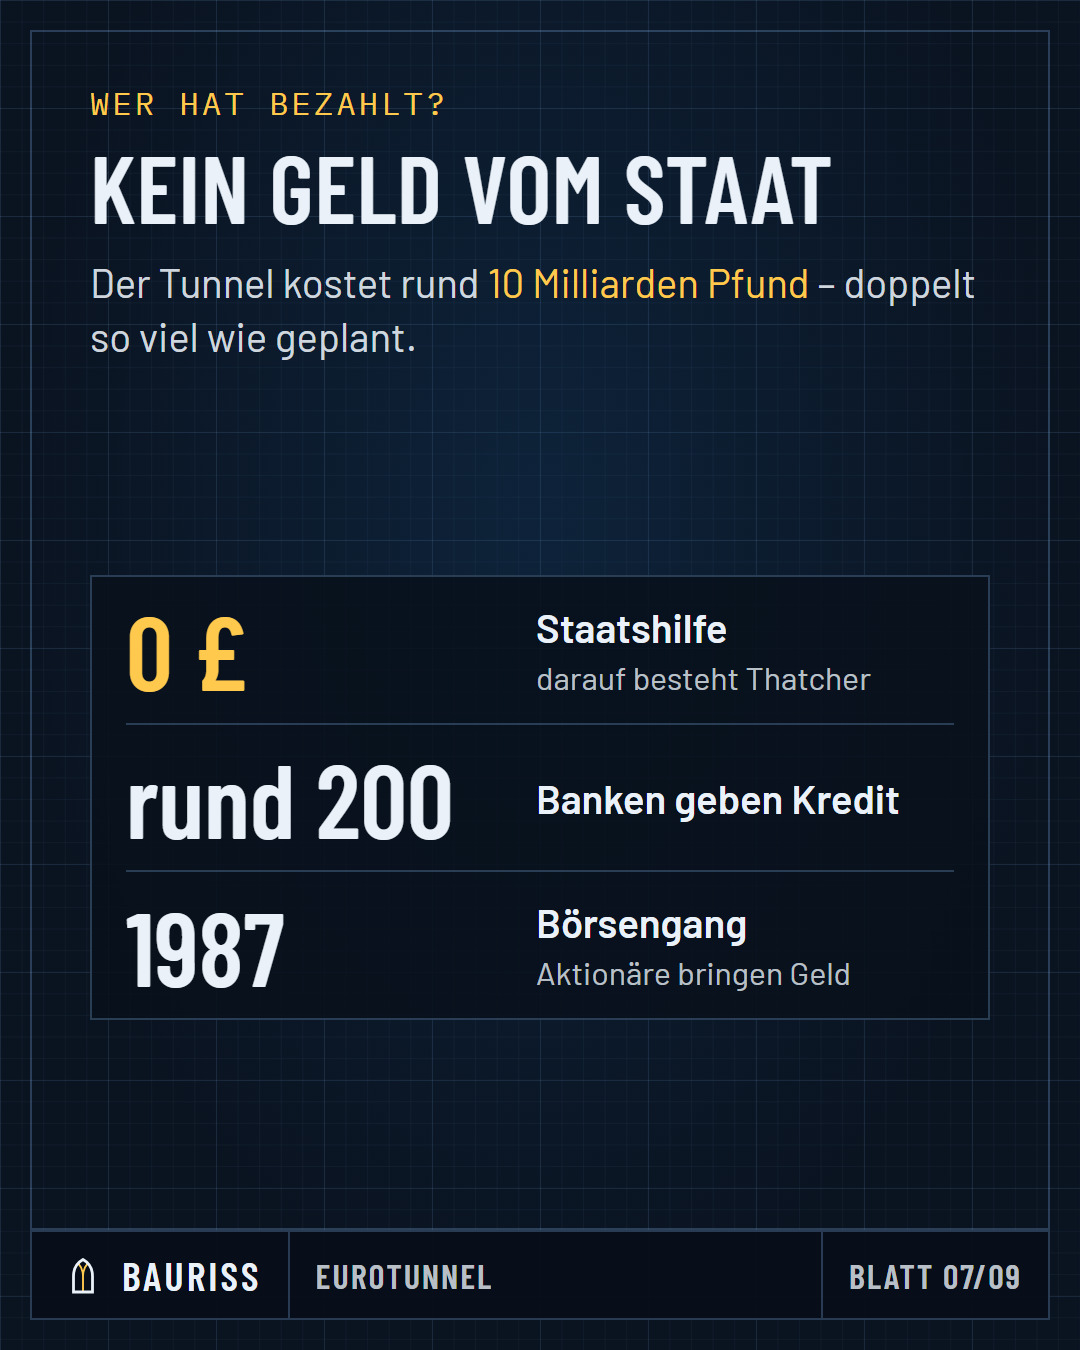 WER HAT BEZAHLT?
KEIN GELD VOM STAAT
Der Tunnel kostet rund 10 Milliarden Pfund – doppelt
so viel wie geplant.
0 £
Staatshilfe
darauf besteht Thatcher
rund 200
Banken geben Kredit
1987
Börsengang
Aktionäre bringen Geld
BAURISS
EUROTUNNEL
BLATT 07/09